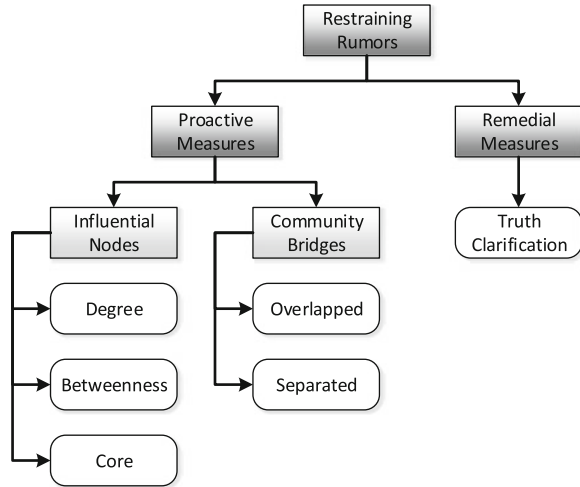 Restraining
Rumors
Proactive
Measures
Remedial
Measures
Influential
Nodes
Community
Bridges
Truth
Clarification
Degree
Overlapped
Betweenness
Separated
Core